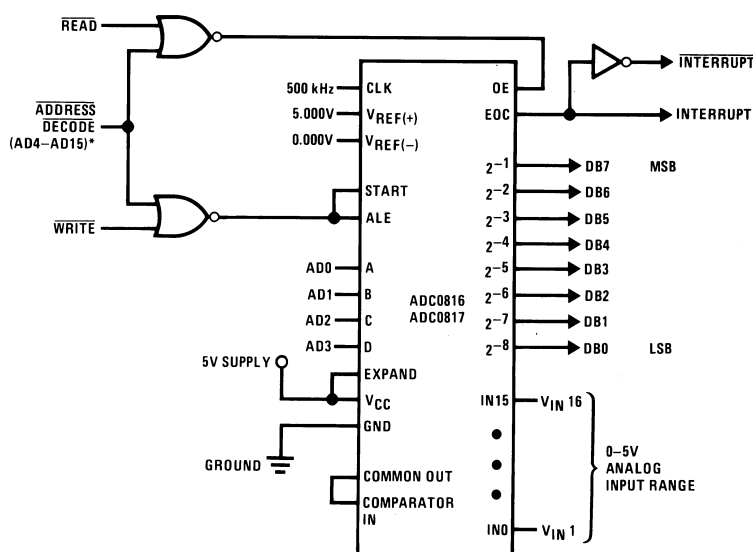 READ
ADDRESS
DECODE
(AD4–AD15)*
WRITE
500 kHz
5.000V
0.000V
AD0
AD1
AD2
AD3
5V SUPPLY
GROUND
CLK
VREF(+)
VREF(−)
START
ALE
A
B
C
D
EXPAND
VCC
GND
COMMON OUT
COMPARATOR
IN
ADC0816
ADC0817
OE
EOC
2−1
2−2
2−3
2−4
2−5
2−6
2−7
2−8
IN15
IN0
INTERRUPT
INTERRUPT
DB7 MSB
DB6
DB5
DB4
DB3
DB2
DB1
DB0 LSB
VIN 16
VIN 1
0–5V
ANALOG
INPUT RANGE